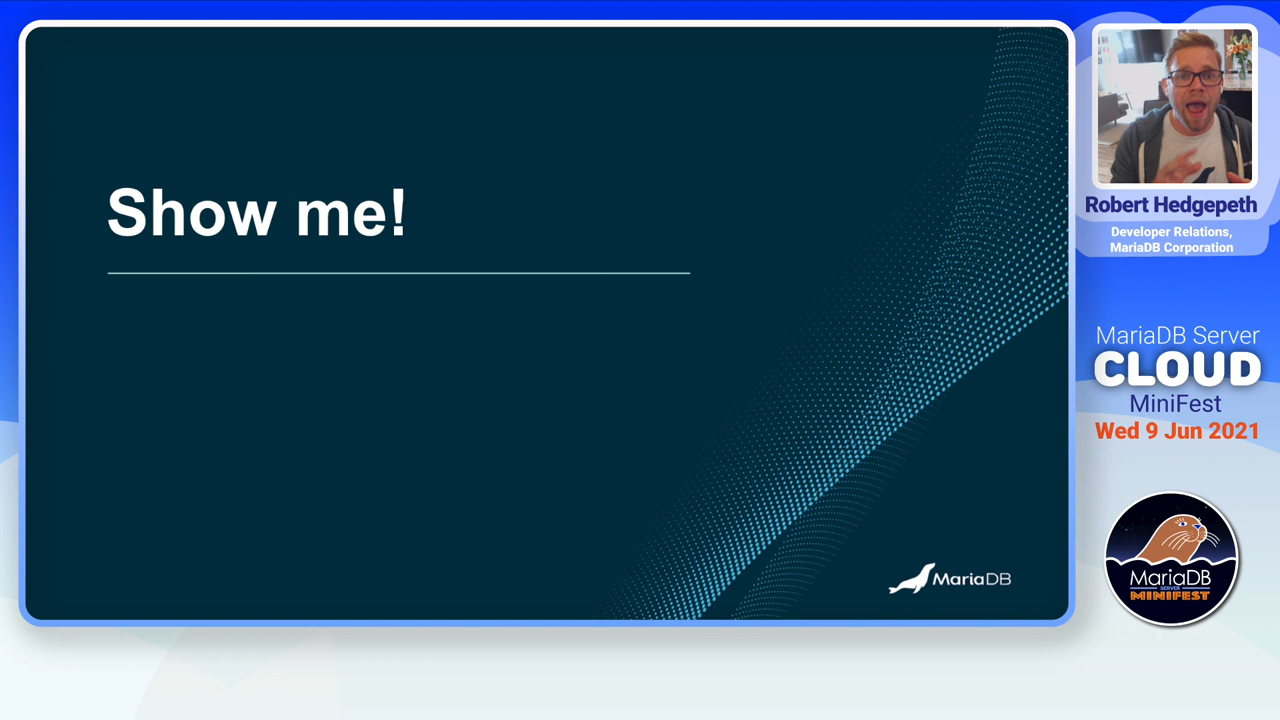 Show me!
MariaDB
Robert Hedgepeth
Developer Relations,
MariaDB Corporation
MariaDB Server
CLOUD
MiniFest
Wed 9 Jun 2021
MariaDB
SERVER
MINIFEST